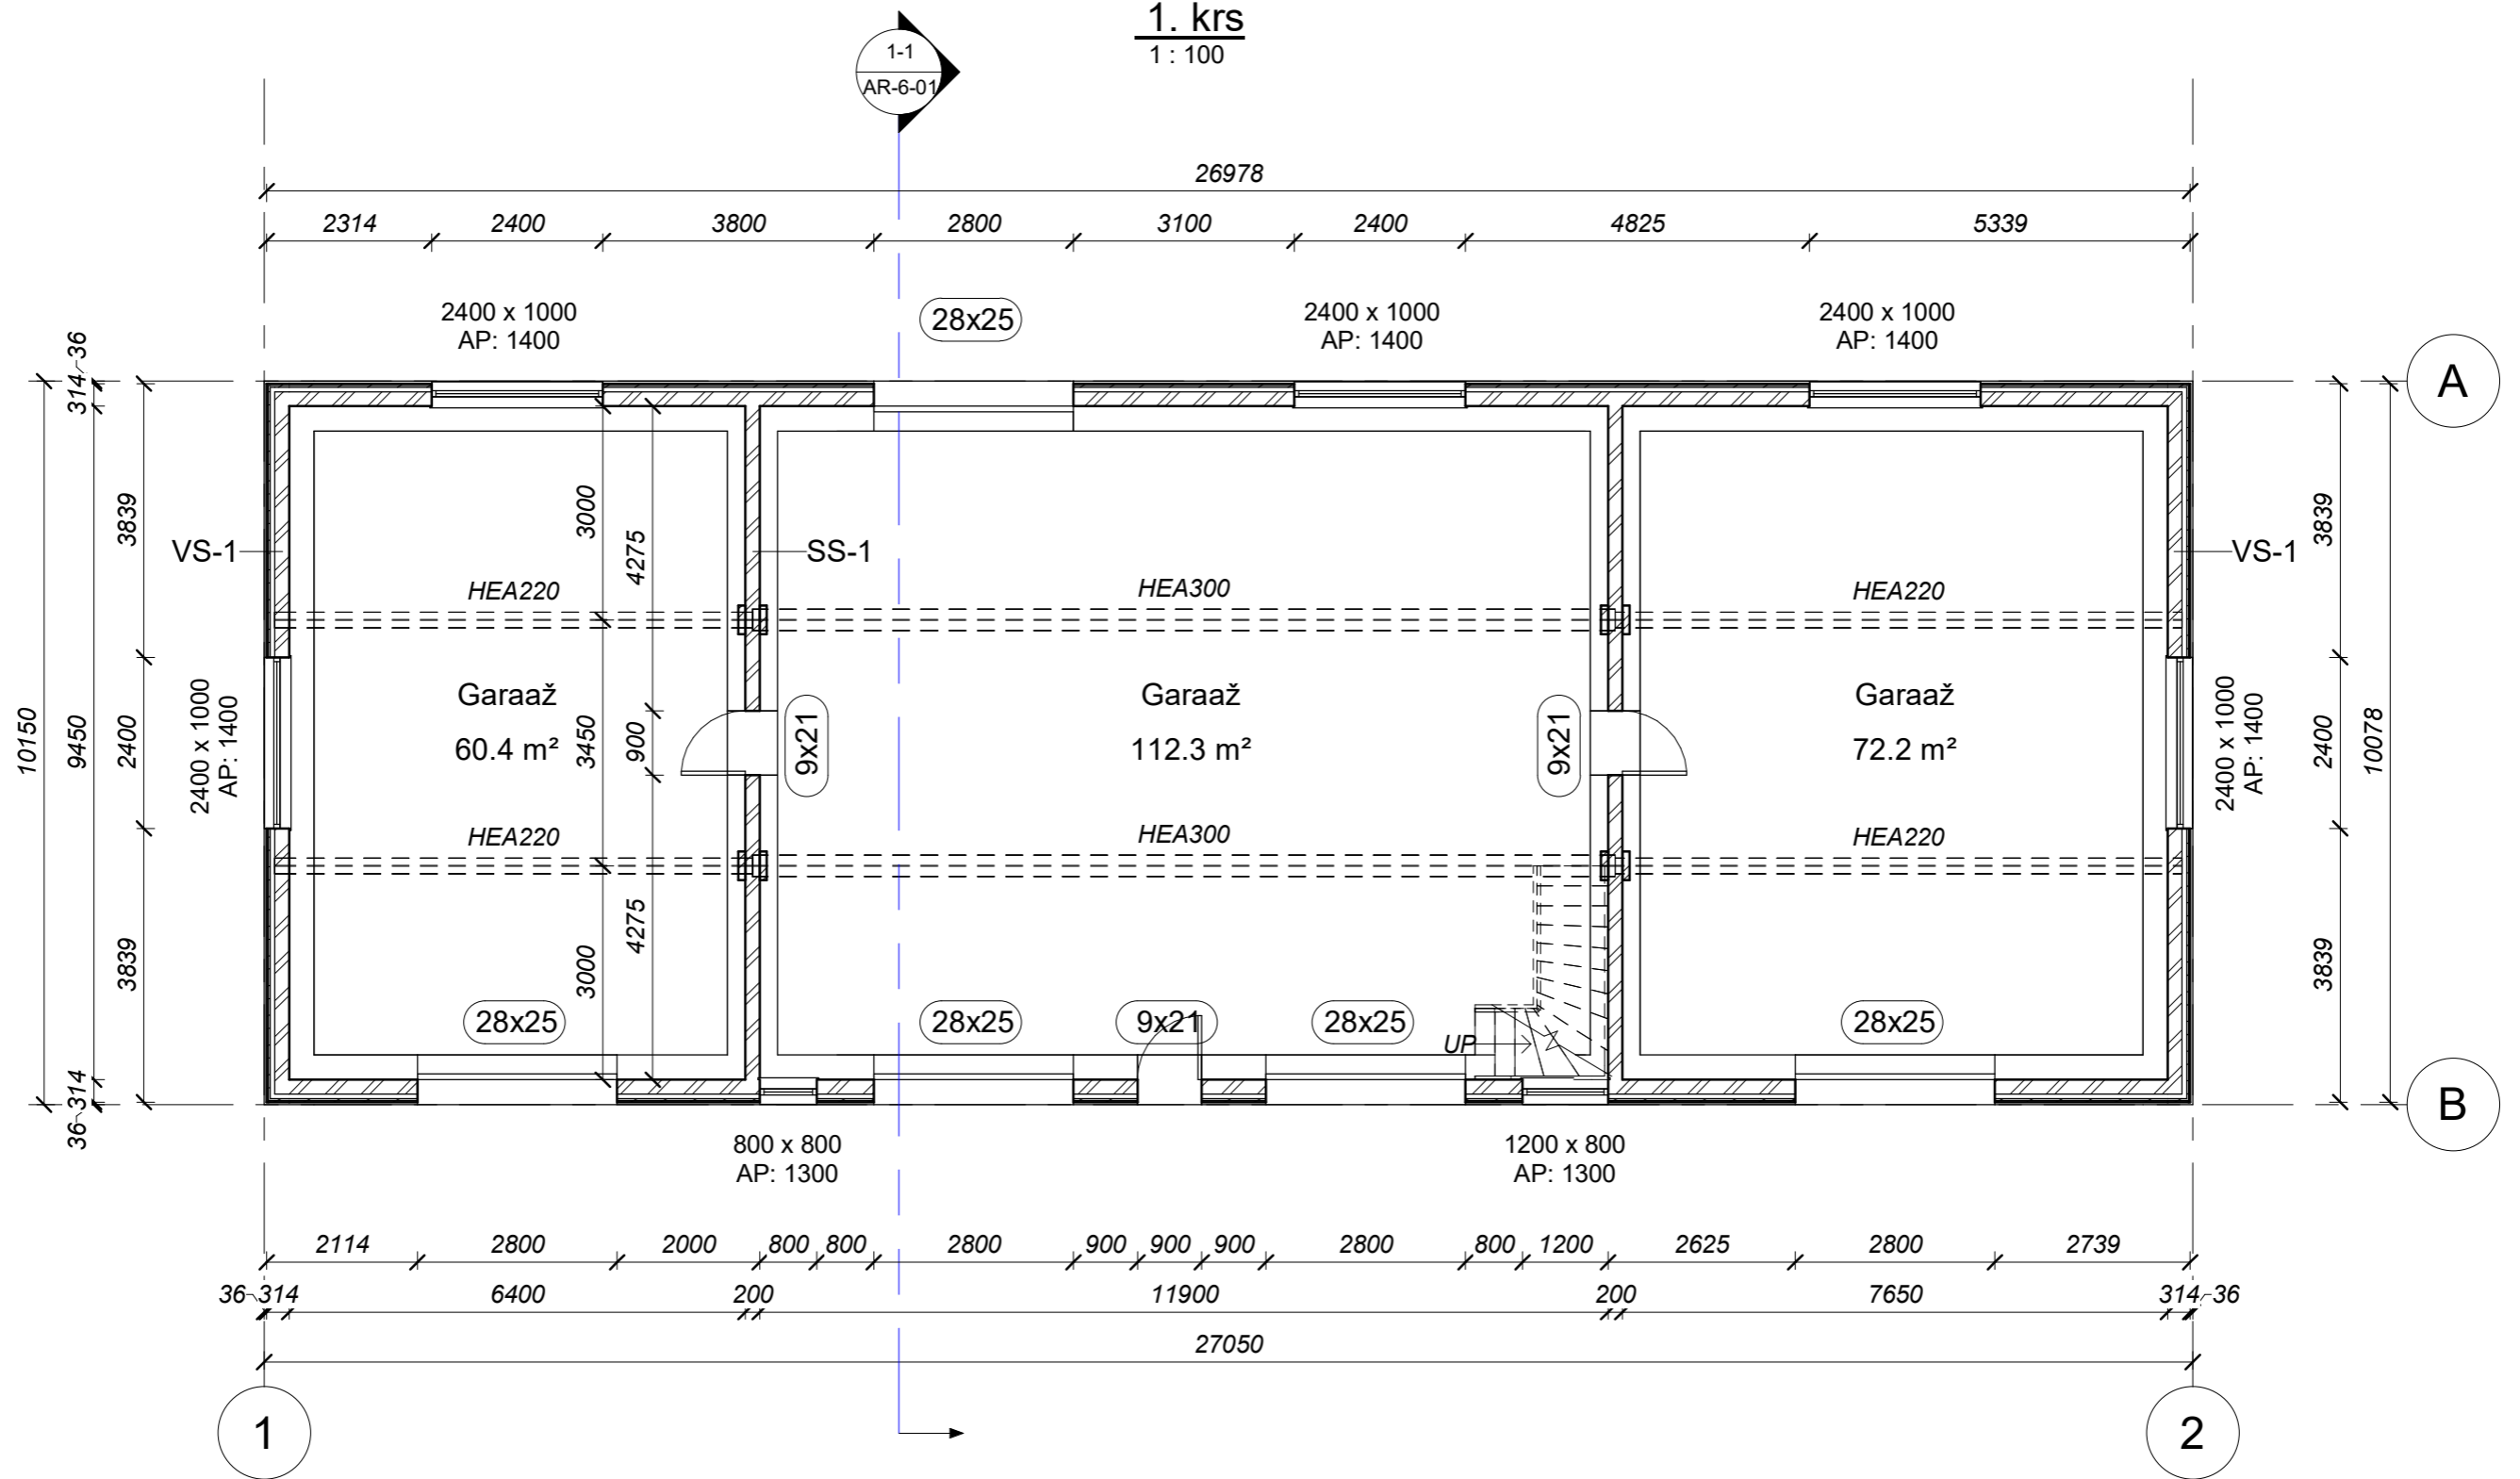 1. krs
1 : 100
1-1
AR-6-01
26978
2314 2400 3800 2800 3100 2400 4825 5339
2400 x 1000
AP: 1400
28x25
2400 x 1000
AP: 1400
2400 x 1000
AP: 1400
A
36
314
10150
9450
3839
2400
3839
314
36
2400 x 1000
AP: 1400
VS-1
SS-1
VS-1
HEA220
HEA300
HEA220
3000
3450
3000
4275
900
4275
Garaaž
60.4 m²
9x21
Garaaž
112.3 m²
9x21
Garaaž
72.2 m²
2400 x 1000
AP: 1400
3839
2400
3839
10078
HEA220
HEA300
HEA220
28x25
28x25
9x21
28x25
UP
28x25
B
800 x 800
AP: 1300
1200 x 800
AP: 1300
2114 2800 2000 800 800 2800 900 900 900 2800 800 1200 2625 2800 2739
36 314 6400 200 11900 200 7650 314 36
27050
1
2